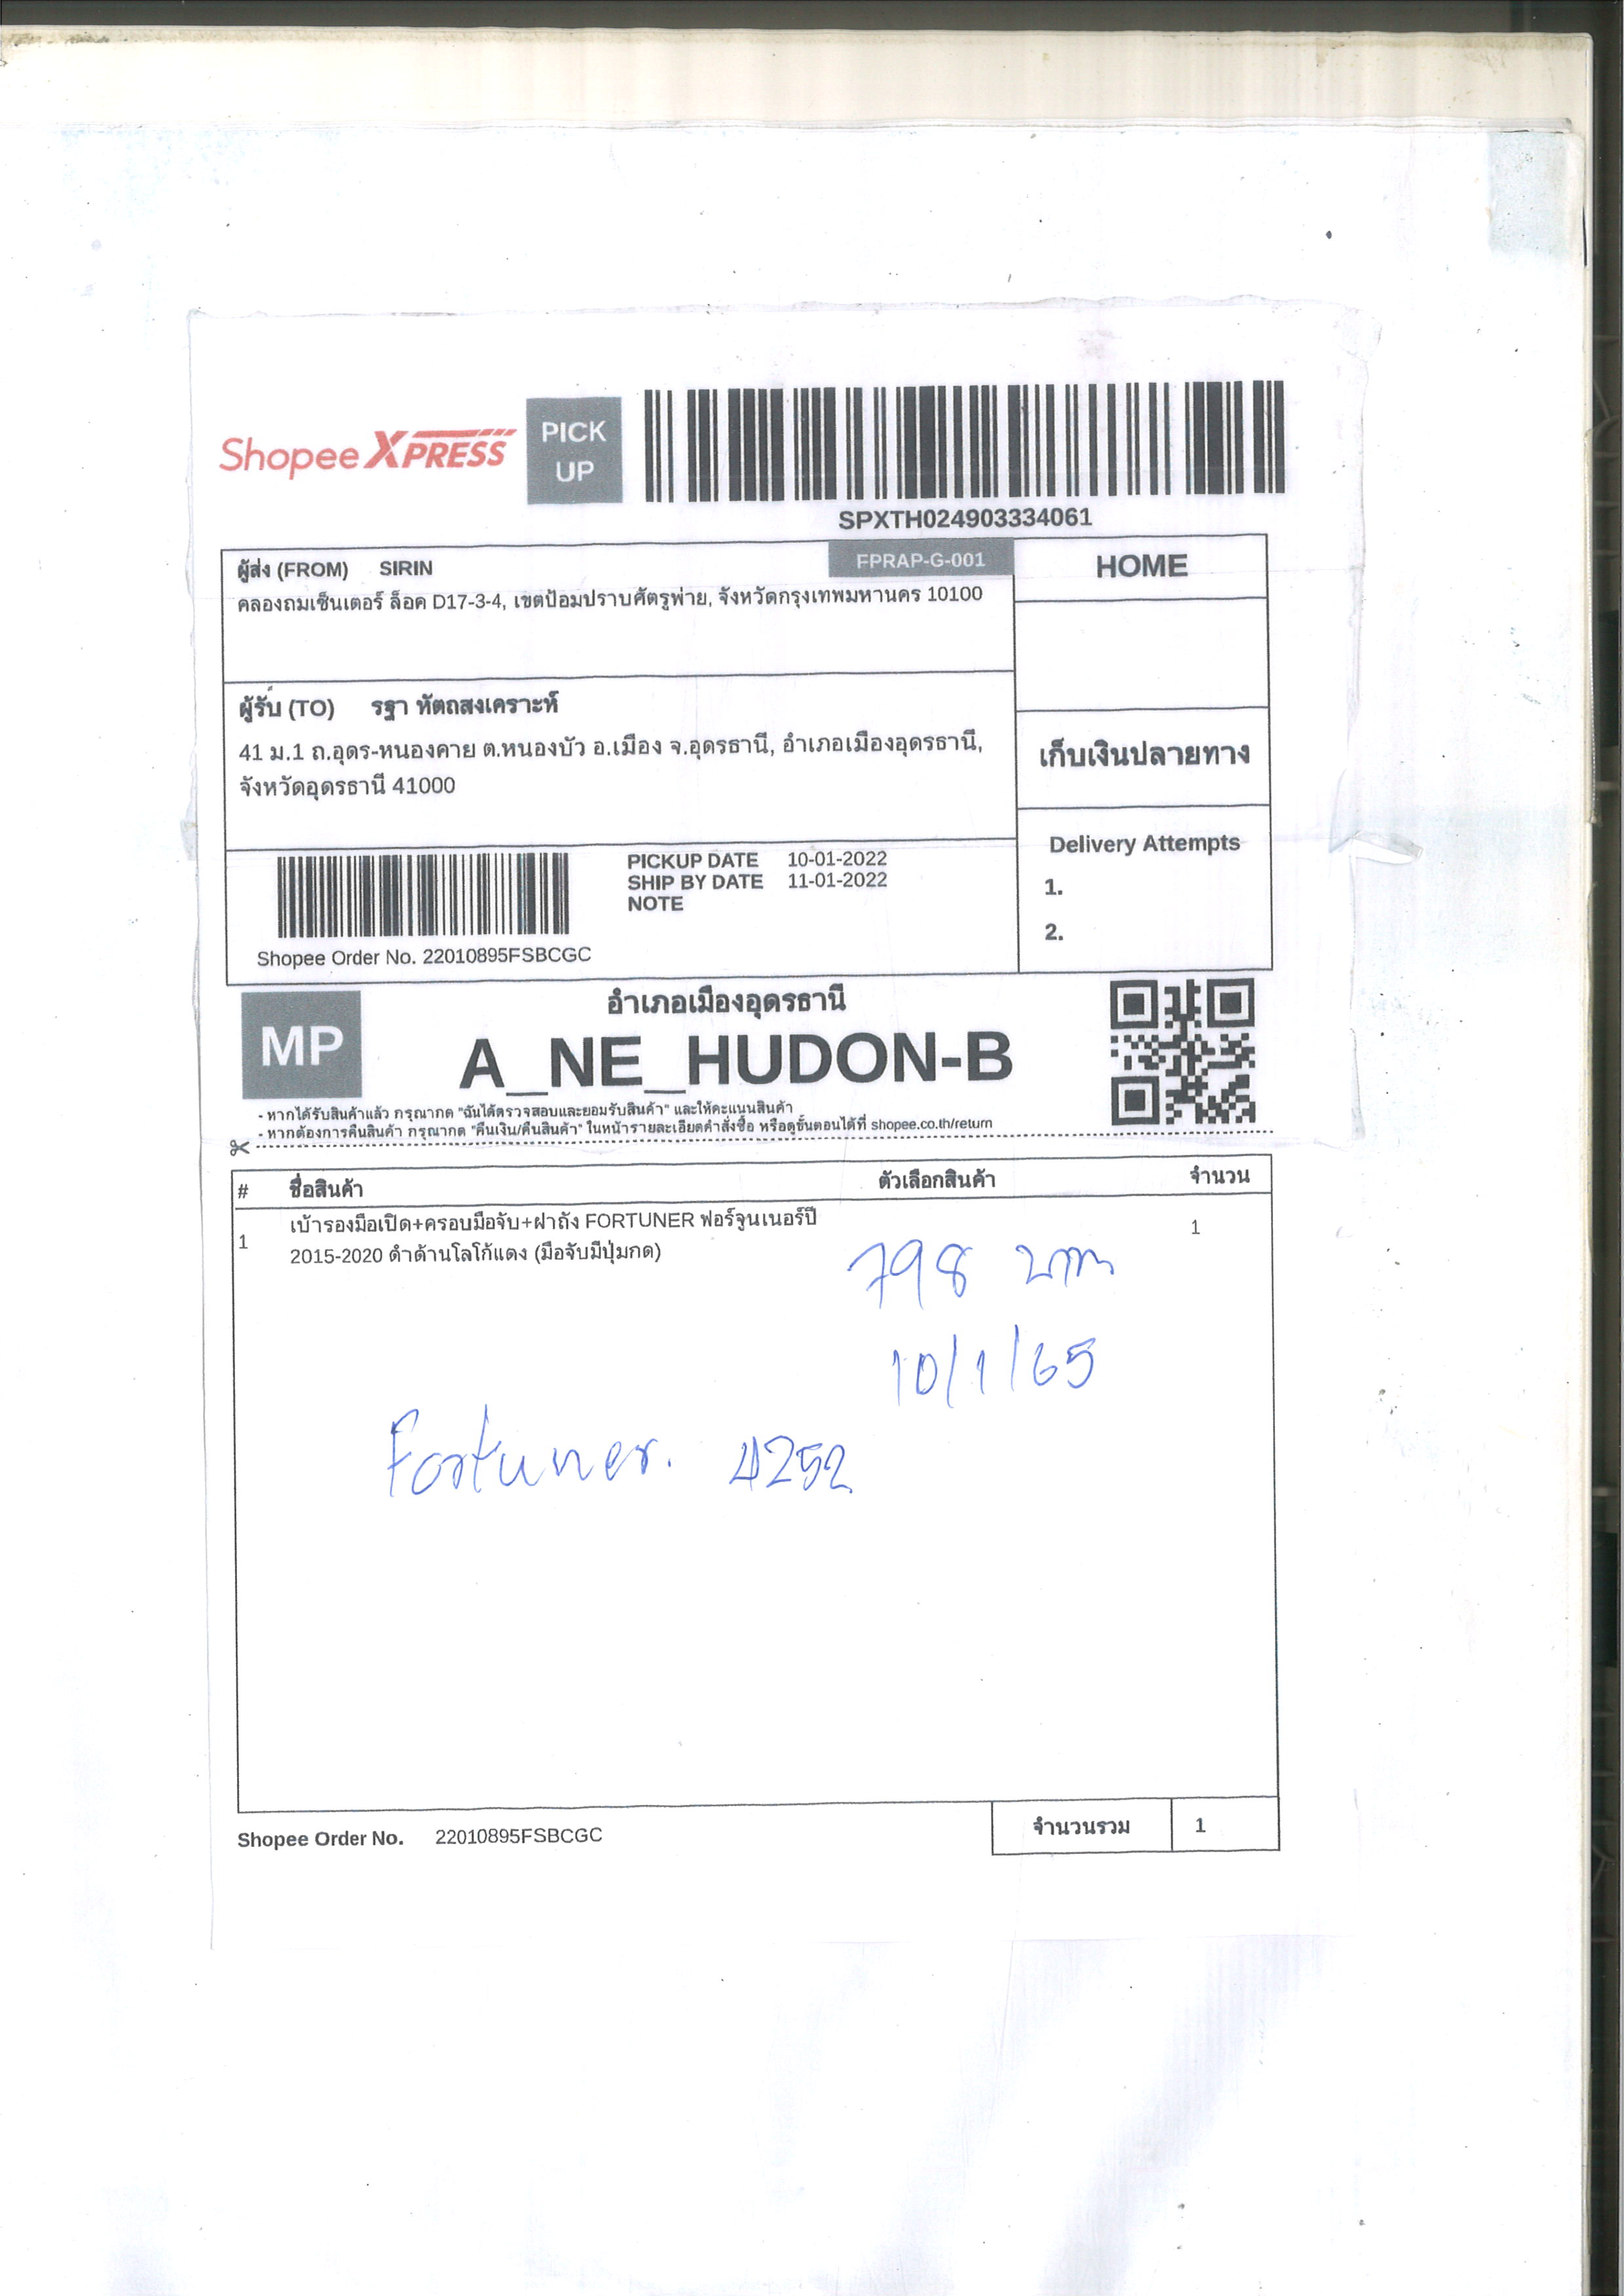 Shopee XPRESS
PICK
UP
SPXTH024903334061
ผู้ส่ง (FROM) SIRIN
FPRAP-G-001
HOME
คลองถมเซ็นเตอร์ ล็อค D17-3-4, เขตป้อมปราบศัตรูพ่าย, จังหวัดกรุงเทพมหานคร 10100
ผู้รับ (TO) รฐา หัตถสงเคราะห์
41 ม.1 ถ.อุดร-หนองคาย ต.หนองบัว อ.เมือง จ.อุดรธานี, อำเภอเมืองอุดรธานี,
จังหวัดอุดรธานี 41000
เก็บเงินปลายทาง
Delivery Attempts
1.
2.
PICKUP DATE 10-01-2022
SHIP BY DATE 11-01-2022
NOTE
Shopee Order No. 22010895FSBCGC
MP
อำเภอเมืองอุดรธานี
A_NE_HUDON-B
- หากได้รับสินค้าแล้ว กรุณากด "ฉันได้ตรวจสอบและยอมรับสินค้า" และให้คะแนนสินค้า
- หากต้องการคืนสินค้า กรุณากด "คืนเงิน/คืนสินค้า" ในหน้ารายละเอียดคำสั่งซื้อ หรือดูขั้นตอนได้ที่ shopee.co.th/return
# ชื่อสินค้า ตัวเลือกสินค้า จำนวน
1 เบ้ารองมือเปิด+ครอบมือจับ+ฝาถัง FORTUNER ฟอร์จูนเนอร์ปี 1
2015-2020 ดำด้านโลโก้แดง (มือจับมีปุ่มกด)
798 บาท
10/1/65
Fortuner. 4252
Shopee Order No. 22010895FSBCGC
จำนวนรวม 1